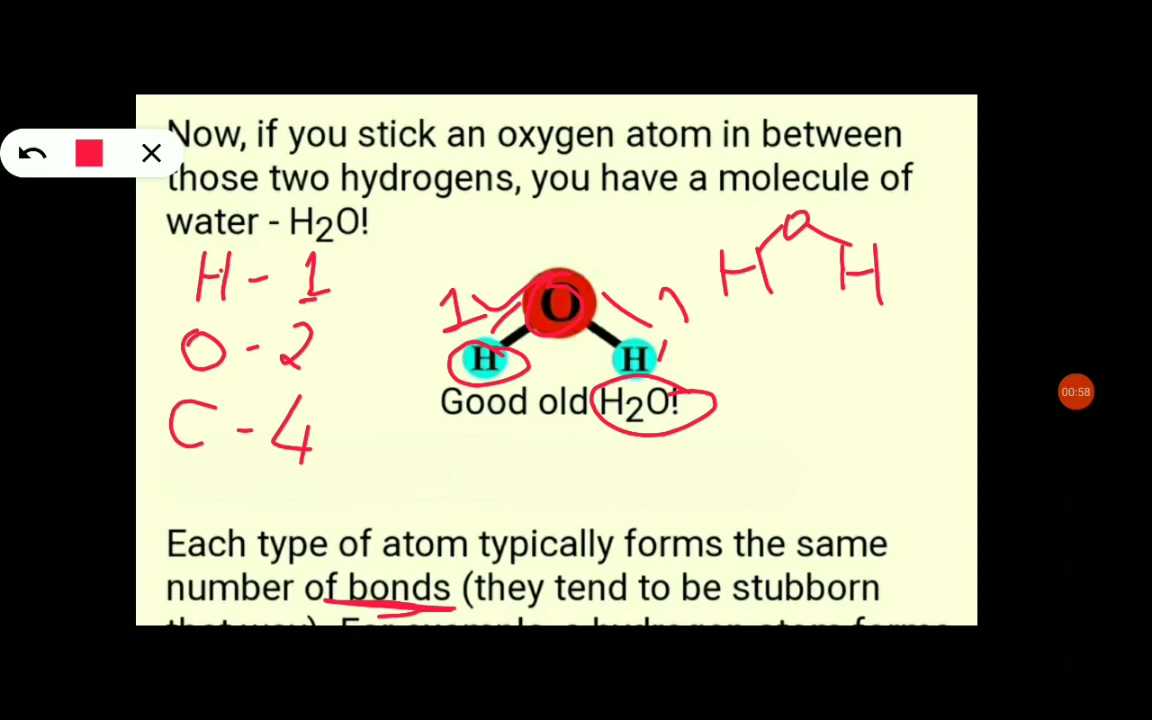 Now, if you stick an oxygen atom in between
those two hydrogens, you have a molecule of
water - H2O!
H - 1
O - 2
C - 4
1
O
H H
H O H
Good old H2O!
00:58
Each type of atom typically forms the same
number of bonds (they tend to be stubborn